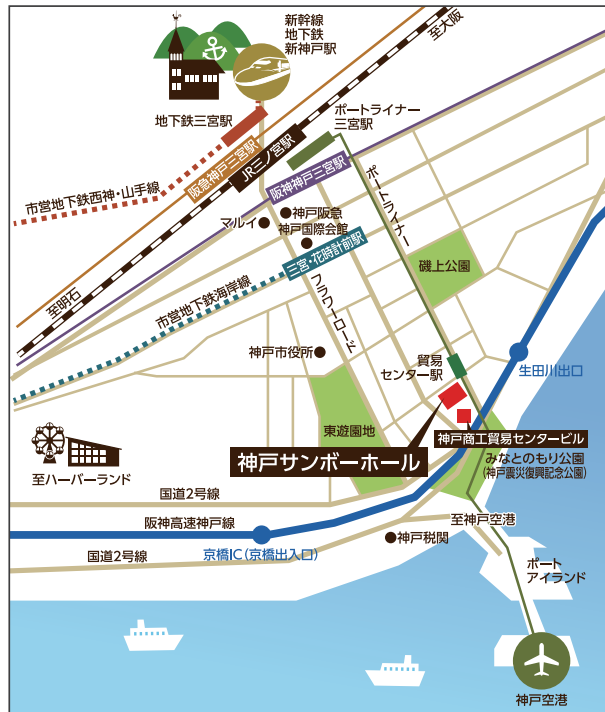 新幹線
地下鉄
新神戸駅
至大阪
地下鉄三宮駅
ポートライナー
三宮駅
阪急神戸三宮駅
JR三ノ宮駅
阪神神戸三宮駅
ポートライナー
市営地下鉄西神・山手線
マルイ
神戸阪急
神戸国際会館
三宮・花時計前駅
磯上公園
至明石
市営地下鉄海岸線
フラワーロード
神戸市役所
貿易
センター駅
生田川出口
東遊園地
神戸商工貿易センタービル
神戸サンボーホール
みなとのもり公園
(神戸震災復興記念公園)
至ハーバーランド
国道2号線
阪神高速神戸線
至神戸空港
京橋IC(京橋出入口)
神戸税関
国道2号線
ポート
アイランド
神戸空港